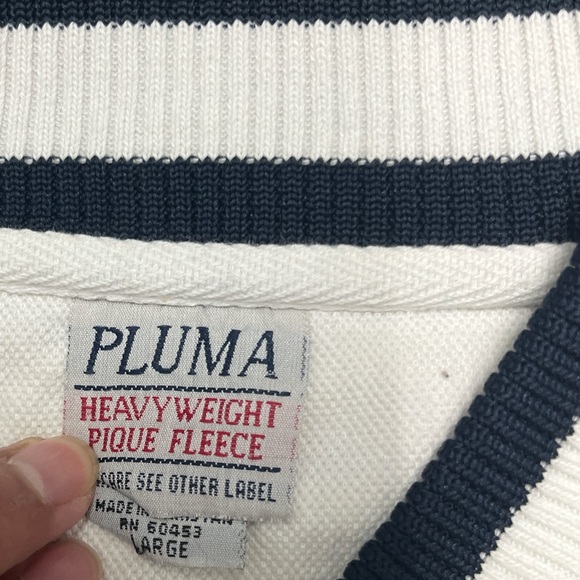 PLUMA
HEAVYWEIGHT
PIQUE FLEECE
CARE SEE OTHER LABEL
MADE IN
RN 60453
LARGE